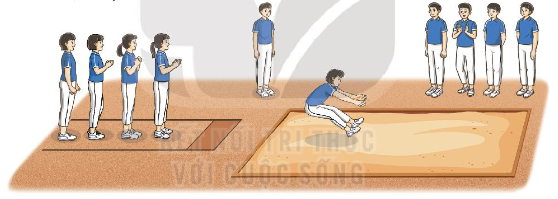 KẾT NỐI TRI THỨC
VỚI CUỘC SỐNG